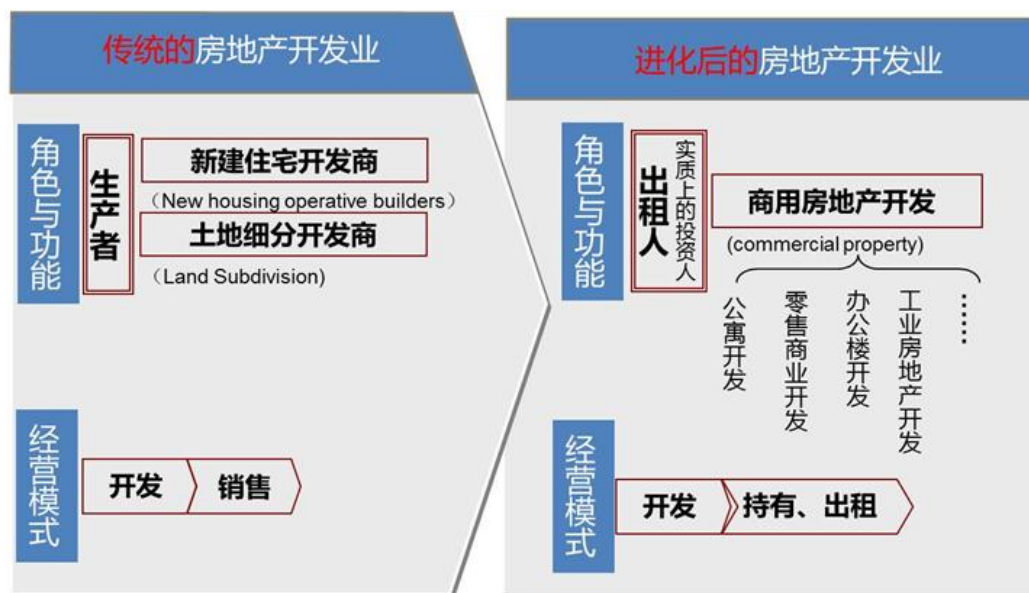 传统的房地产开发业
角色与功能
生产者
新建住宅开发商
（New housing operative builders）
土地细分开发商
（Land Subdivision)
经营模式
开发
销售
进化后的房地产开发业
角色与功能
出租人
实质上的投资人
商用房地产开发
(commercial property)
公寓开发
零售商业开发
办公楼开发
工业房地产开发
……
经营模式
开发
持有、出租